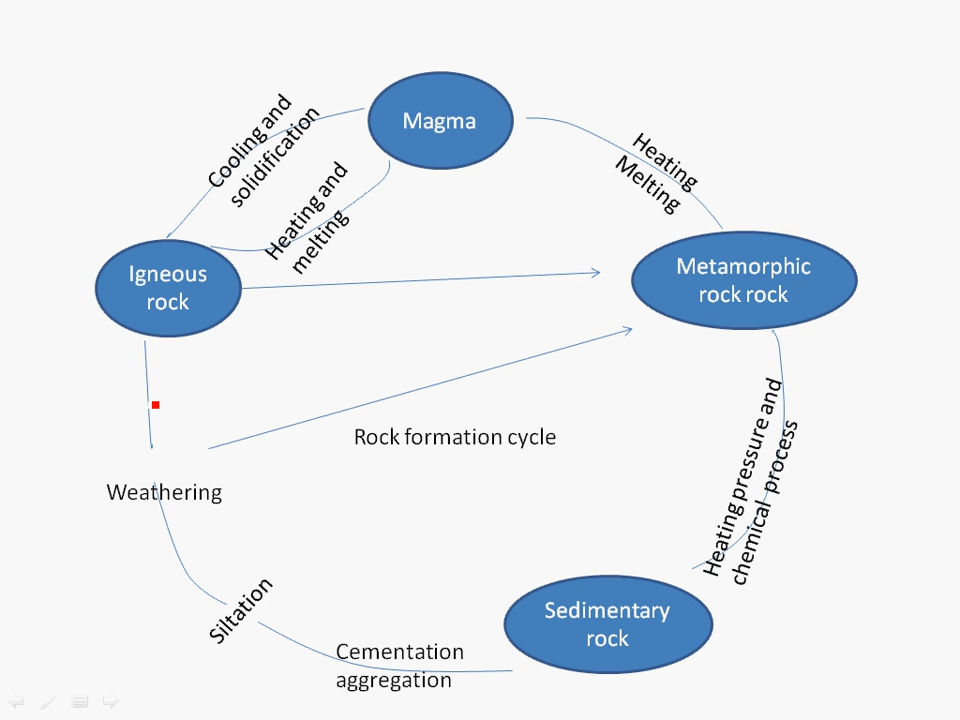 Magma
Cooling and
solidification
Heating and
melting
Heating
Melting
Igneous
rock
Metamorphic
rock rock
Rock formation cycle
Heating pressure and
chemical process
Weathering
Siltation
Sedimentary
rock
Cementation
aggregation